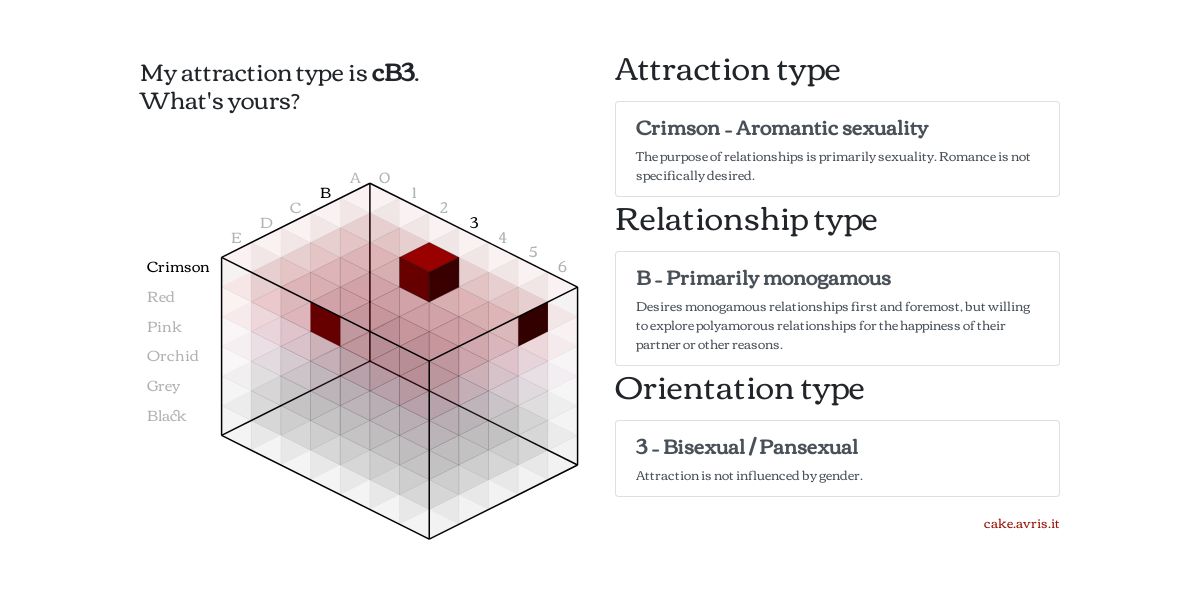 My attraction type is cB3.
What's yours?
A
B
C
D
E
O
1
2
3
4
5
6
Crimson
Red
Pink
Orchid
Grey
Black
Attraction type
Crimson - Aromantic sexuality
The purpose of relationships is primarily sexuality. Romance is not
specifically desired.
Relationship type
B - Primarily monogamous
Desires monogamous relationships first and foremost, but willing
to explore polyamorous relationships for the happiness of their
partner or other reasons.
Orientation type
3 - Bisexual / Pansexual
Attraction is not influenced by gender.
cake.avris.it